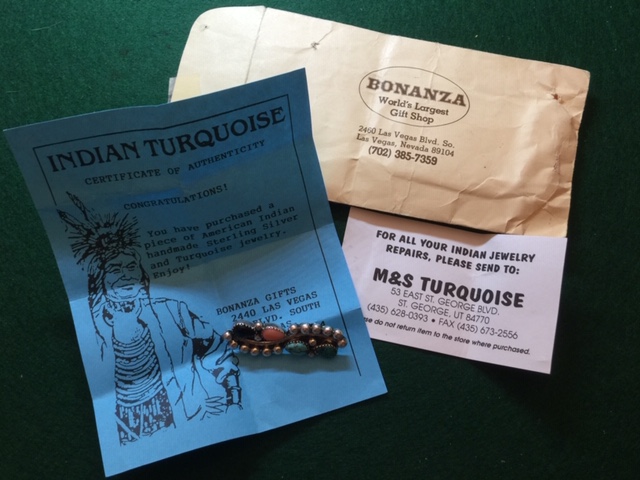 INDIAN TURQUOISE
CERTIFICATE OF AUTHENTICITY
CONGRATULATIONS!
You have purchased a
piece of American Indian
handmade Sterling Silver
and Turquoise jewelry.
Enjoy!
BONANZA GIFTS
2440 LAS VEGAS
BLVD. SOUTH
BONANZA
World's Largest
Gift Shop
2460 Las Vegas Blvd. So.
Las Vegas, Nevada 89104
(702) 385-7359
FOR ALL YOUR INDIAN JEWELRY
REPAIRS, PLEASE SEND TO:
M&S TURQUOISE
53 EAST ST. GEORGE BLVD.
ST. GEORGE, UT 84770
(435) 628-0393 • FAX (435) 673-2556
do not return item to the store where purchased.